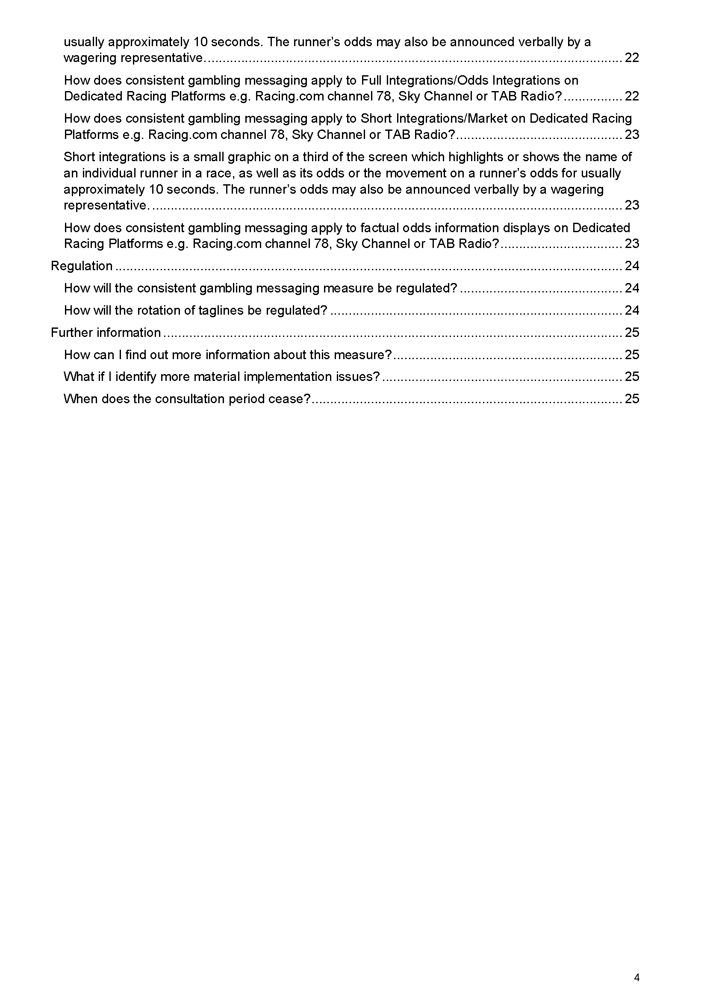 usually approximately 10 seconds. The runner’s odds may also be announced verbally by a
wagering representative.................................................................................................................. 22
How does consistent gambling messaging apply to Full Integrations/Odds Integrations on
Dedicated Racing Platforms e.g. Racing.com channel 78, Sky Channel or TAB Radio? ................ 22
How does consistent gambling messaging apply to Short Integrations/Market on Dedicated Racing
Platforms e.g. Racing.com channel 78, Sky Channel or TAB Radio?............................................. 23
Short integrations is a small graphic on a third of the screen which highlights or shows the name of
an individual runner in a race, as well as its odds or the movement on a runner’s odds for usually
approximately 10 seconds. The runner’s odds may also be announced verbally by a wagering
representative. ................................................................................................................................ 23
How does consistent gambling messaging apply to factual odds information displays on Dedicated
Racing Platforms e.g. Racing.com channel 78, Sky Channel or TAB Radio?................................. 23
Regulation ......................................................................................................................................... 24
How will the consistent gambling messaging measure be regulated? ............................................ 24
How will the rotation of taglines be regulated? ............................................................................... 24
Further information ............................................................................................................................ 25
How can I find out more information about this measure?.............................................................. 25
What if I identify more material implementation issues? ................................................................. 25
When does the consultation period cease?.................................................................................... 25
4